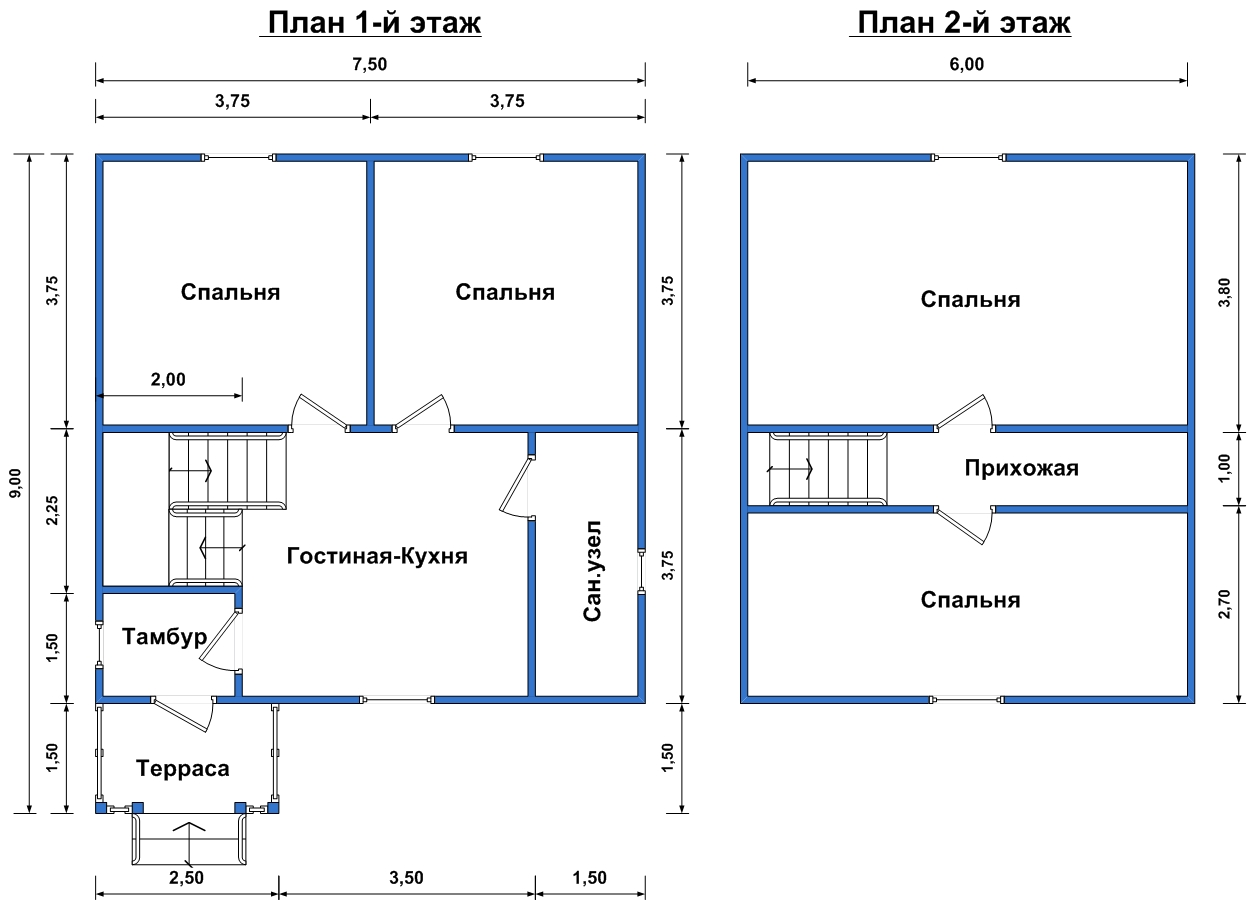 План 1-й этаж
План 2-й этаж
7,50
6,00
3,75
3,75
3,75
3,75
3,80
Спальня
Спальня
Спальня
2,00
9,00
2,25
Прихожая
1,00
Гостиная-Кухня
Сан.узел
3,75
Спальня
2,70
Тамбур
1,50
1,50
Терраса
1,50
2,50
3,50
1,50